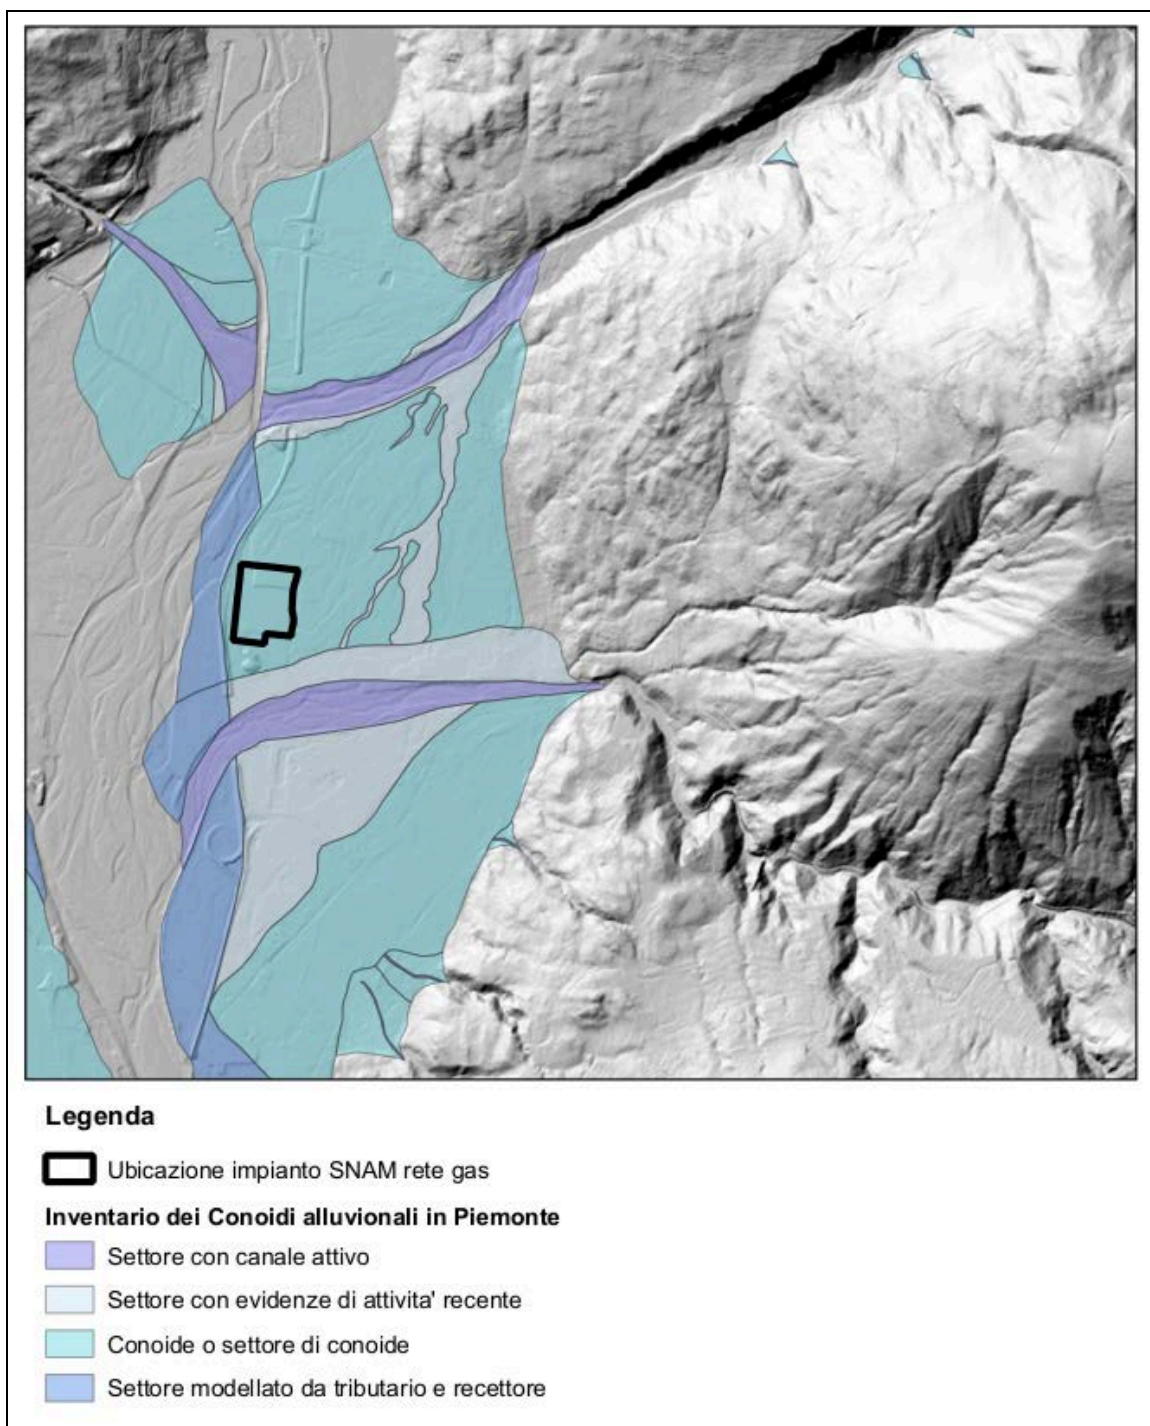 Legenda
Ubicazione impianto SNAM rete gas
Inventario dei Conoidi alluvionali in Piemonte
Settore con canale attivo
Settore con evidenze di attivita' recente
Conoide o settore di conoide
Settore modellato da tributario e recettore